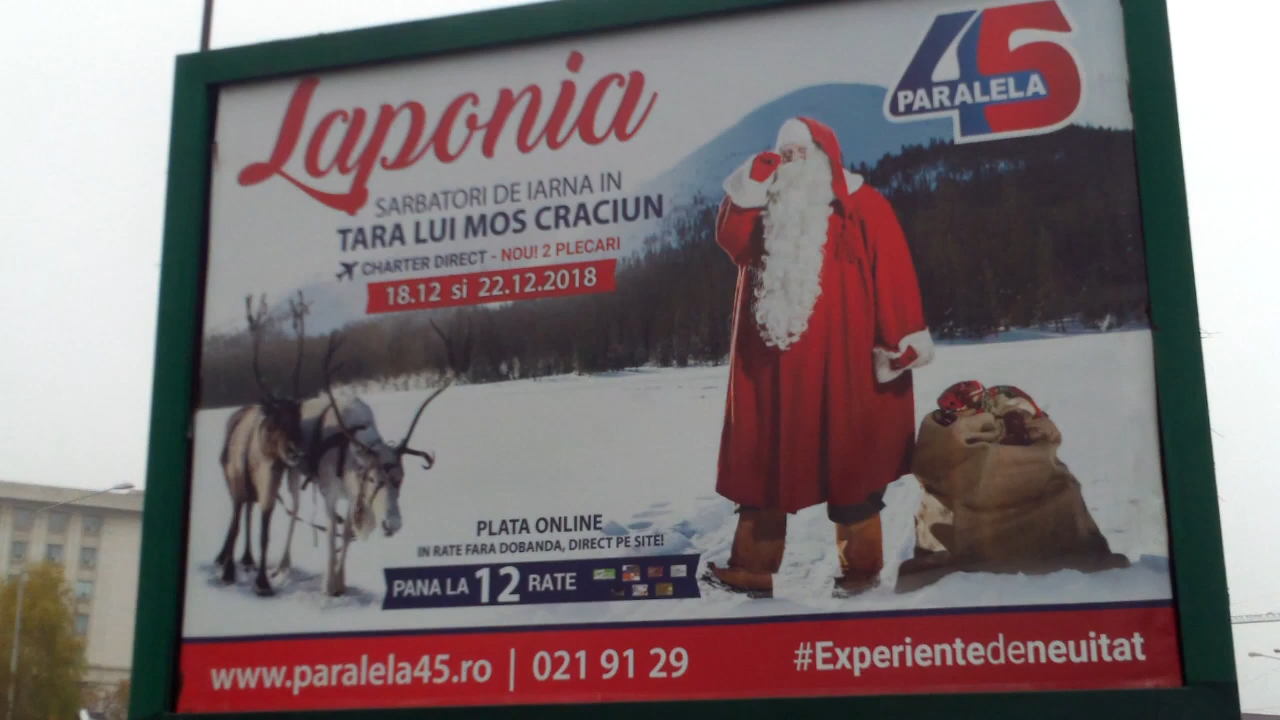 Laponia
45
PARALELA
SARBATORI DE IARNA IN
TARA LUI MOS CRACIUN
CHARTER DIRECT - NOU! 2 PLECARI
18.12 si 22.12.2018
PLATA ONLINE
IN RATE FARA DOBANDA, DIRECT PE SITE!
PANA LA 12 RATE
www.paralela45.ro | 021 91 29
#Experientedeneuitat